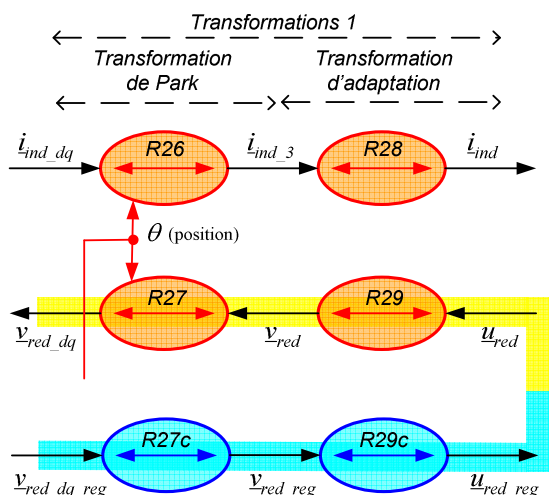 Transformations 1
Transformation de Park
Transformation d'adaptation
i_ind_dq R26 i_ind_3 R28 i_ind
θ (position)
R27 R29
v_red_dq v_red u_red
R27c R29c
v_red_dq_reg v_red_reg u_red_reg